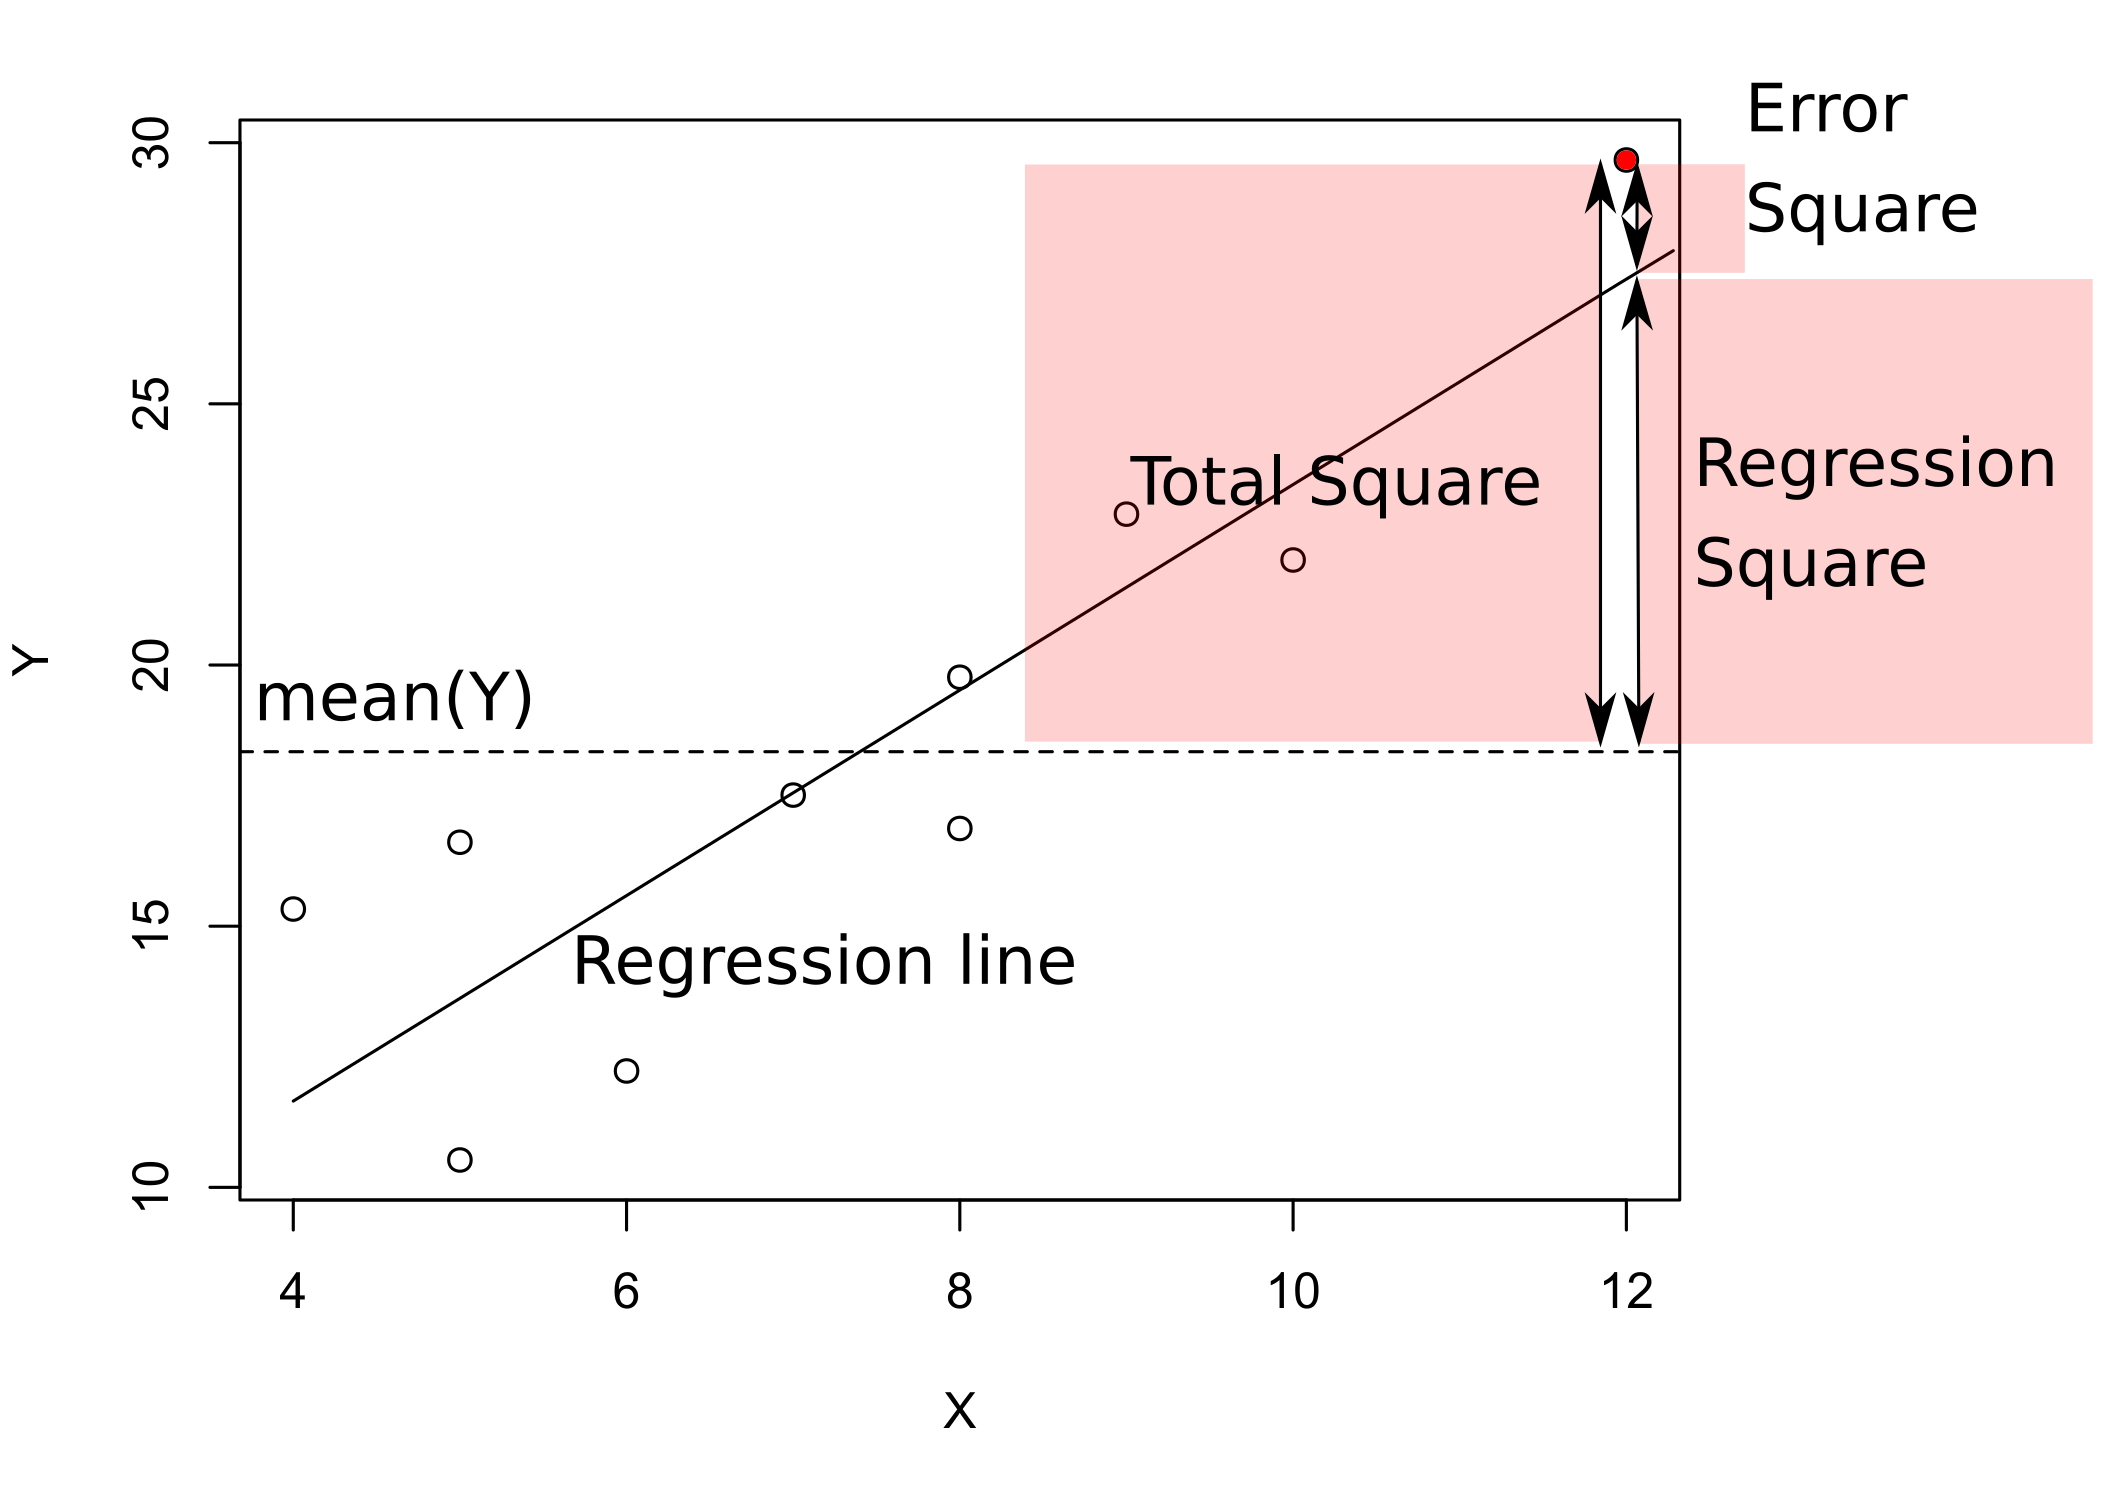 Error
Square
30
25
20
15
10
Y
Total Square
Regression
Square
mean(Y)
Regression line
4 6 8 10 12
X